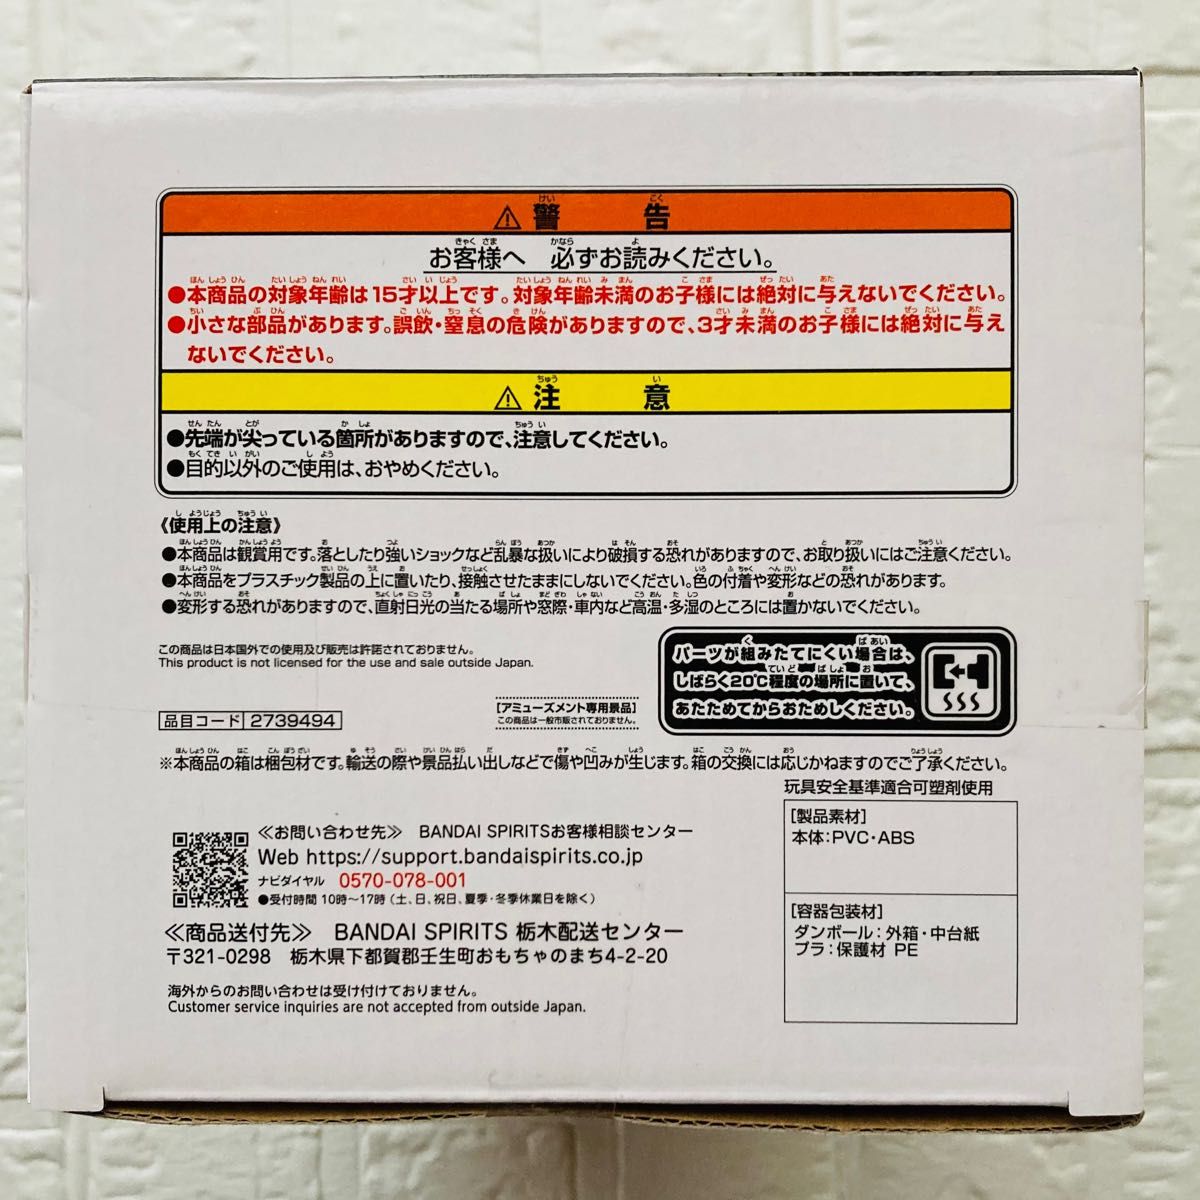 ⚠警告
お客様へ 必ずお読みください。
●本商品の対象年齢は15才以上です。対象年齢未満のお子様には絶対に与えないでください。
●小さな部品があります。誤飲・窒息の危険がありますので、3才未満のお子様には絶対に与え
ないでください。
⚠注意
●先端が尖っている箇所がありますので、注意してください。
●目的以外のご使用は、おやめください。
《使用上の注意》
●本商品は観賞用です。落としたり強いショックなど乱暴な扱いにより破損する恐れがありますので、お取り扱いにはご注意ください。
●本商品をプラスチック製品の上に置いたり、接触させたままにしないでください。色の付着や変形などの恐れがあります。
●変形する恐れがありますので、直射日光の当たる場所や窓際・車内など高温・多湿のところには置かないでください。
この商品は日本国外での使用及び販売は許諾されておりません。
This product is not licensed for the use and sale outside Japan.
パーツが組みたてにくい場合は、
しばらく20℃程度の場所に置いて、
あたためてからおためしください。
品目コード 2739494
[アミューズメント専用景品]
この商品は一般市販されておりません。
※本商品の箱は梱包材です。輸送の際や景品払い出しなどで傷や凹みが生じます。箱の交換には応じかねますのでご了承ください。
玩具安全基準適合可塑剤使用
[製品素材]
本体:PVC・ABS
[容器包装材]
ダンボール:外箱・中台紙
プラ:保護材 PE
≪お問い合わせ先≫ BANDAI SPIRITSお客様相談センター
Web https://support.bandaispirits.co.jp
ナビダイヤル 0570-078-001
●受付時間 10時〜17時(土、日、祝日、夏季・冬季休業日を除く)
≪商品送付先≫ BANDAI SPIRITS 栃木配送センター
〒321-0298 栃木県下都賀郡壬生町おもちゃのまち4-2-20
海外からのお問い合わせは受け付けておりません。
Customer service inquiries are not accepted from outside Japan.